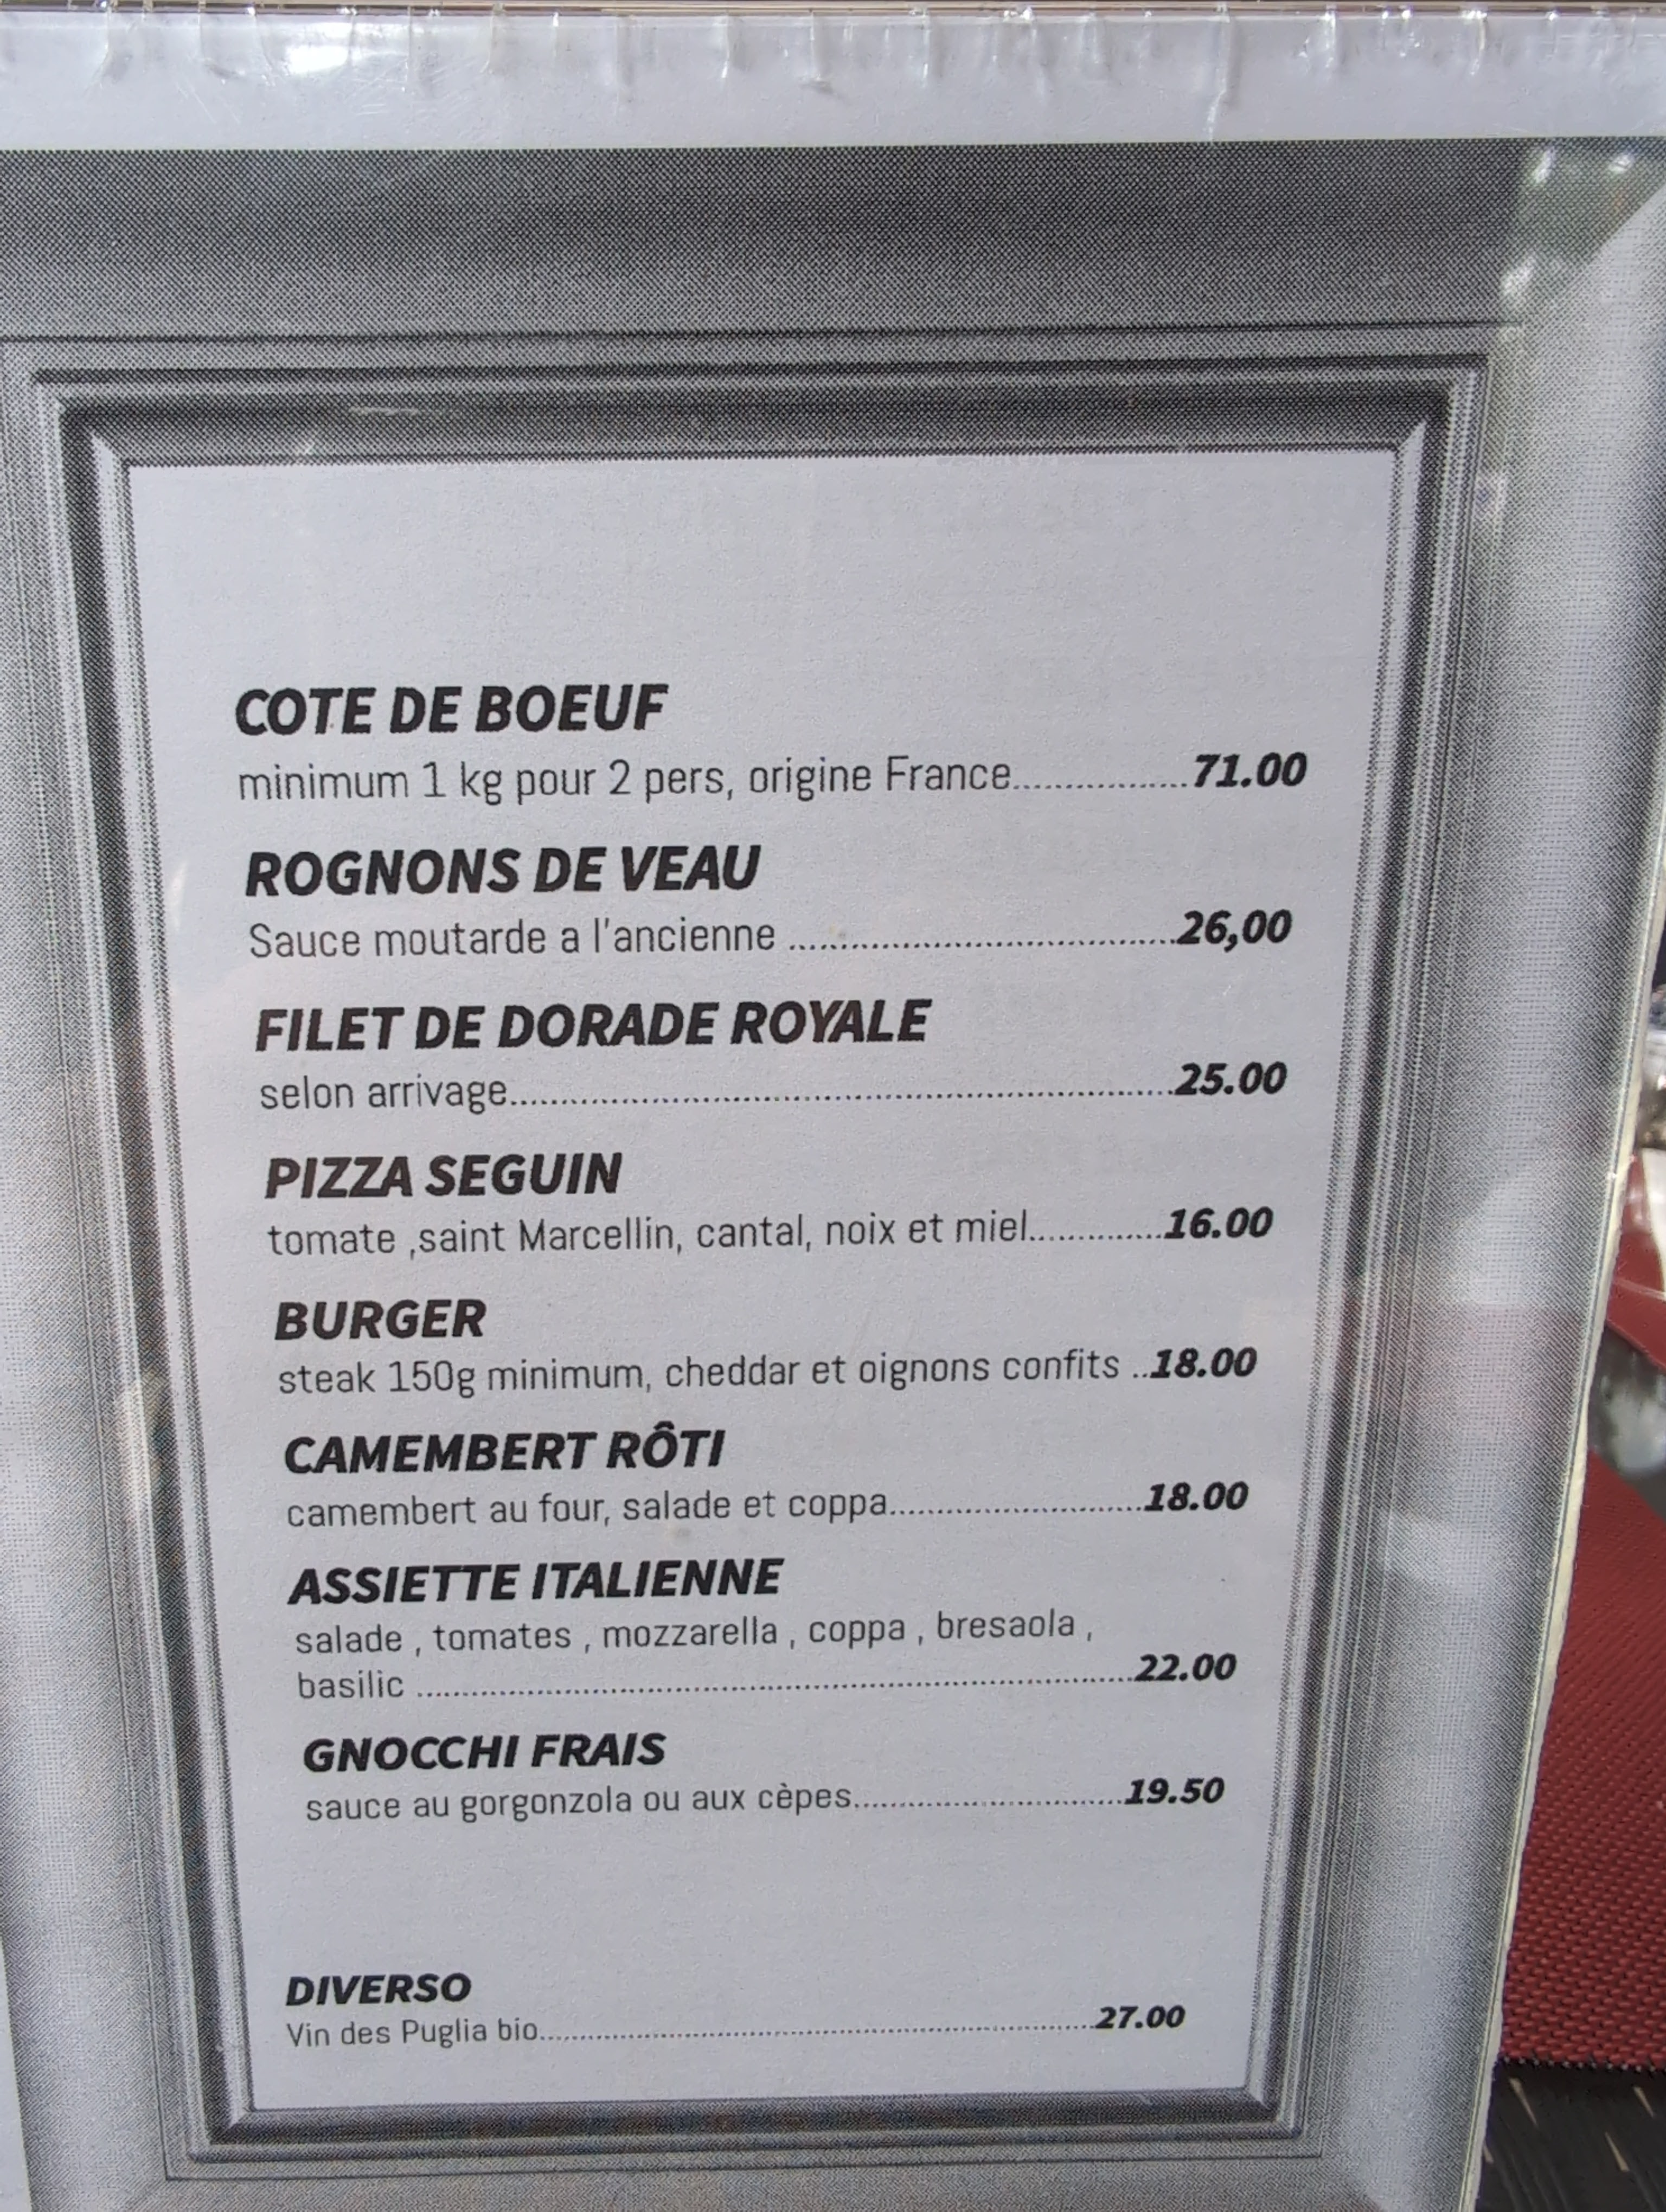 COTE DE BOEUF
minimum 1 kg pour 2 pers, origine France.................71.00
ROGNONS DE VEAU
Sauce moutarde a l'ancienne .......................................26,00
FILET DE DORADE ROYALE
selon arrivage...................................................................25.00
PIZZA SEGUIN
tomate ,saint Marcellin, cantal, noix et miel..............16.00
BURGER
steak 150g minimum, cheddar et oignons confits ..18.00
CAMEMBERT RÔTI
camembert au four, salade et coppa..........................18.00
ASSIETTE ITALIENNE
salade , tomates , mozzarella , coppa , bresaola ,
basilic ..........................................................................22.00
GNOCCHI FRAIS
sauce au gorgonzola ou aux cèpes.............................19.50
DIVERSO
Vin des Puglia bio..............................................................27.00